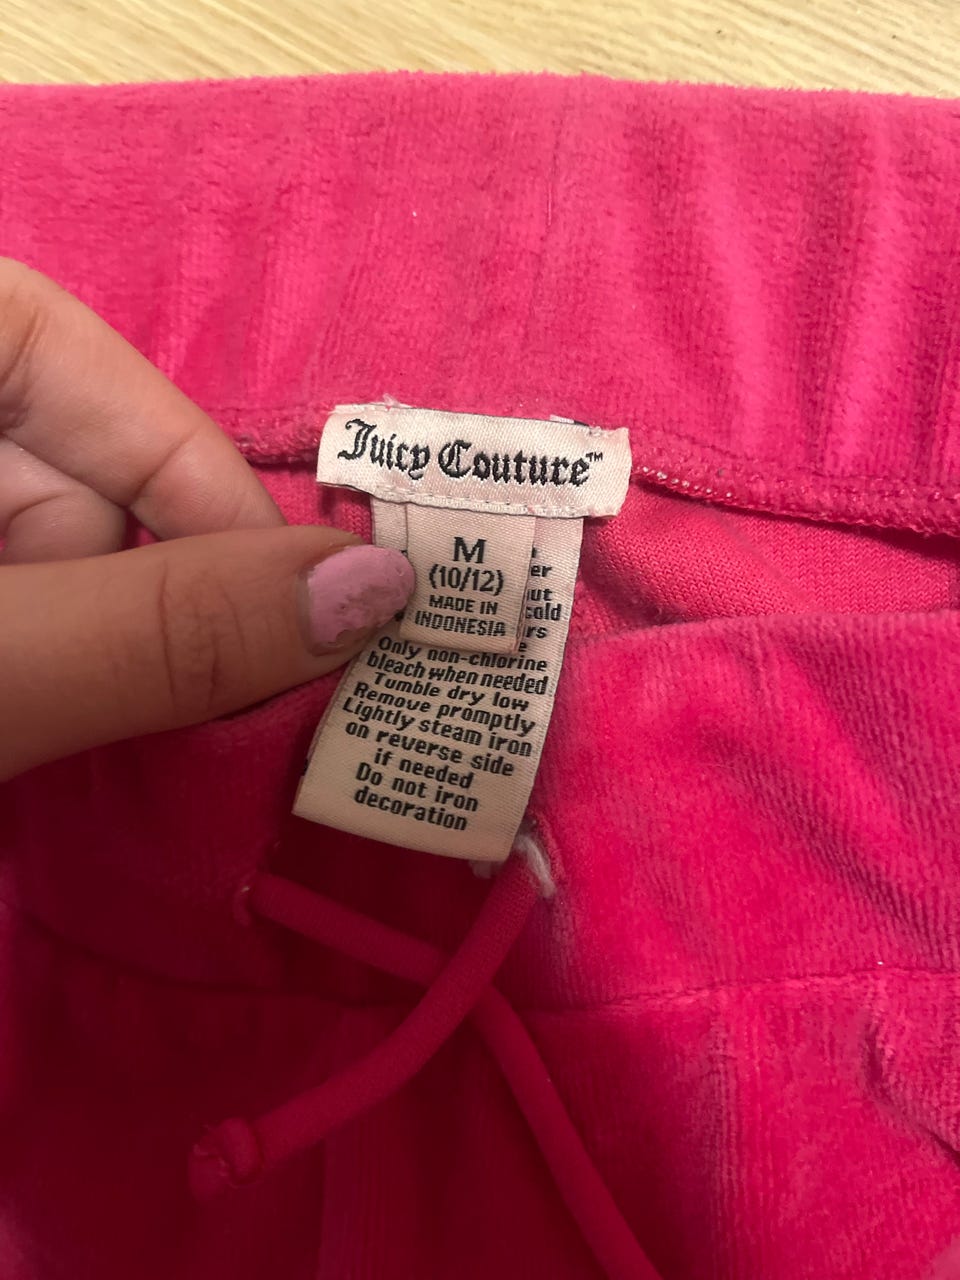 Juicy Couture™
M
(10/12)
MADE IN
INDONESIA
Only non-chlorine
bleach when needed
Tumble dry low
Remove promptly
Lightly steam iron
on reverse side
if needed
Do not iron
decoration